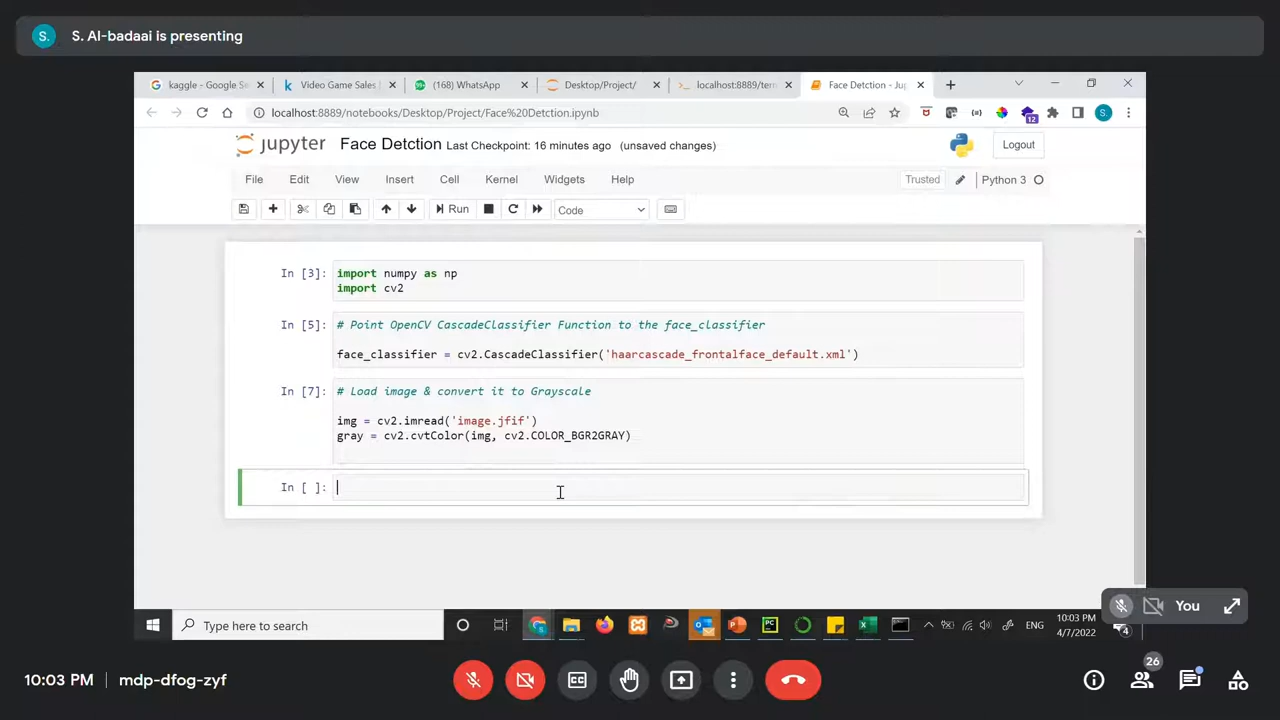 S. S. Al-badaai is presenting
kaggle - Google Se
Video Game Sales
(168) WhatsApp
Desktop/Project/
localhost:8889/tern
Face Detction - Jup
localhost:8889/notebooks/Desktop/Project/Face%20Detction.ipynb
12
S
jupyter Face Detction Last Checkpoint: 16 minutes ago (unsaved changes)
Logout
File Edit View Insert Cell Kernel Widgets Help
Trusted
Python 3
Run
Code
In [3]: import numpy as np
import cv2
In [5]: # Point OpenCV CascadeClassifier Function to the face_classifier
face_classifier = cv2.CascadeClassifier('haarcascade_frontalface_default.xml')
In [7]: # Load image & convert it to Grayscale
img = cv2.imread('image.jfif')
gray = cv2.cvtColor(img, cv2.COLOR_BGR2GRAY)
In [ ]:
You
Type here to search
ENG
10:03 PM
4/7/2022
4
10:03 PM mdp-dfog-zyf
26